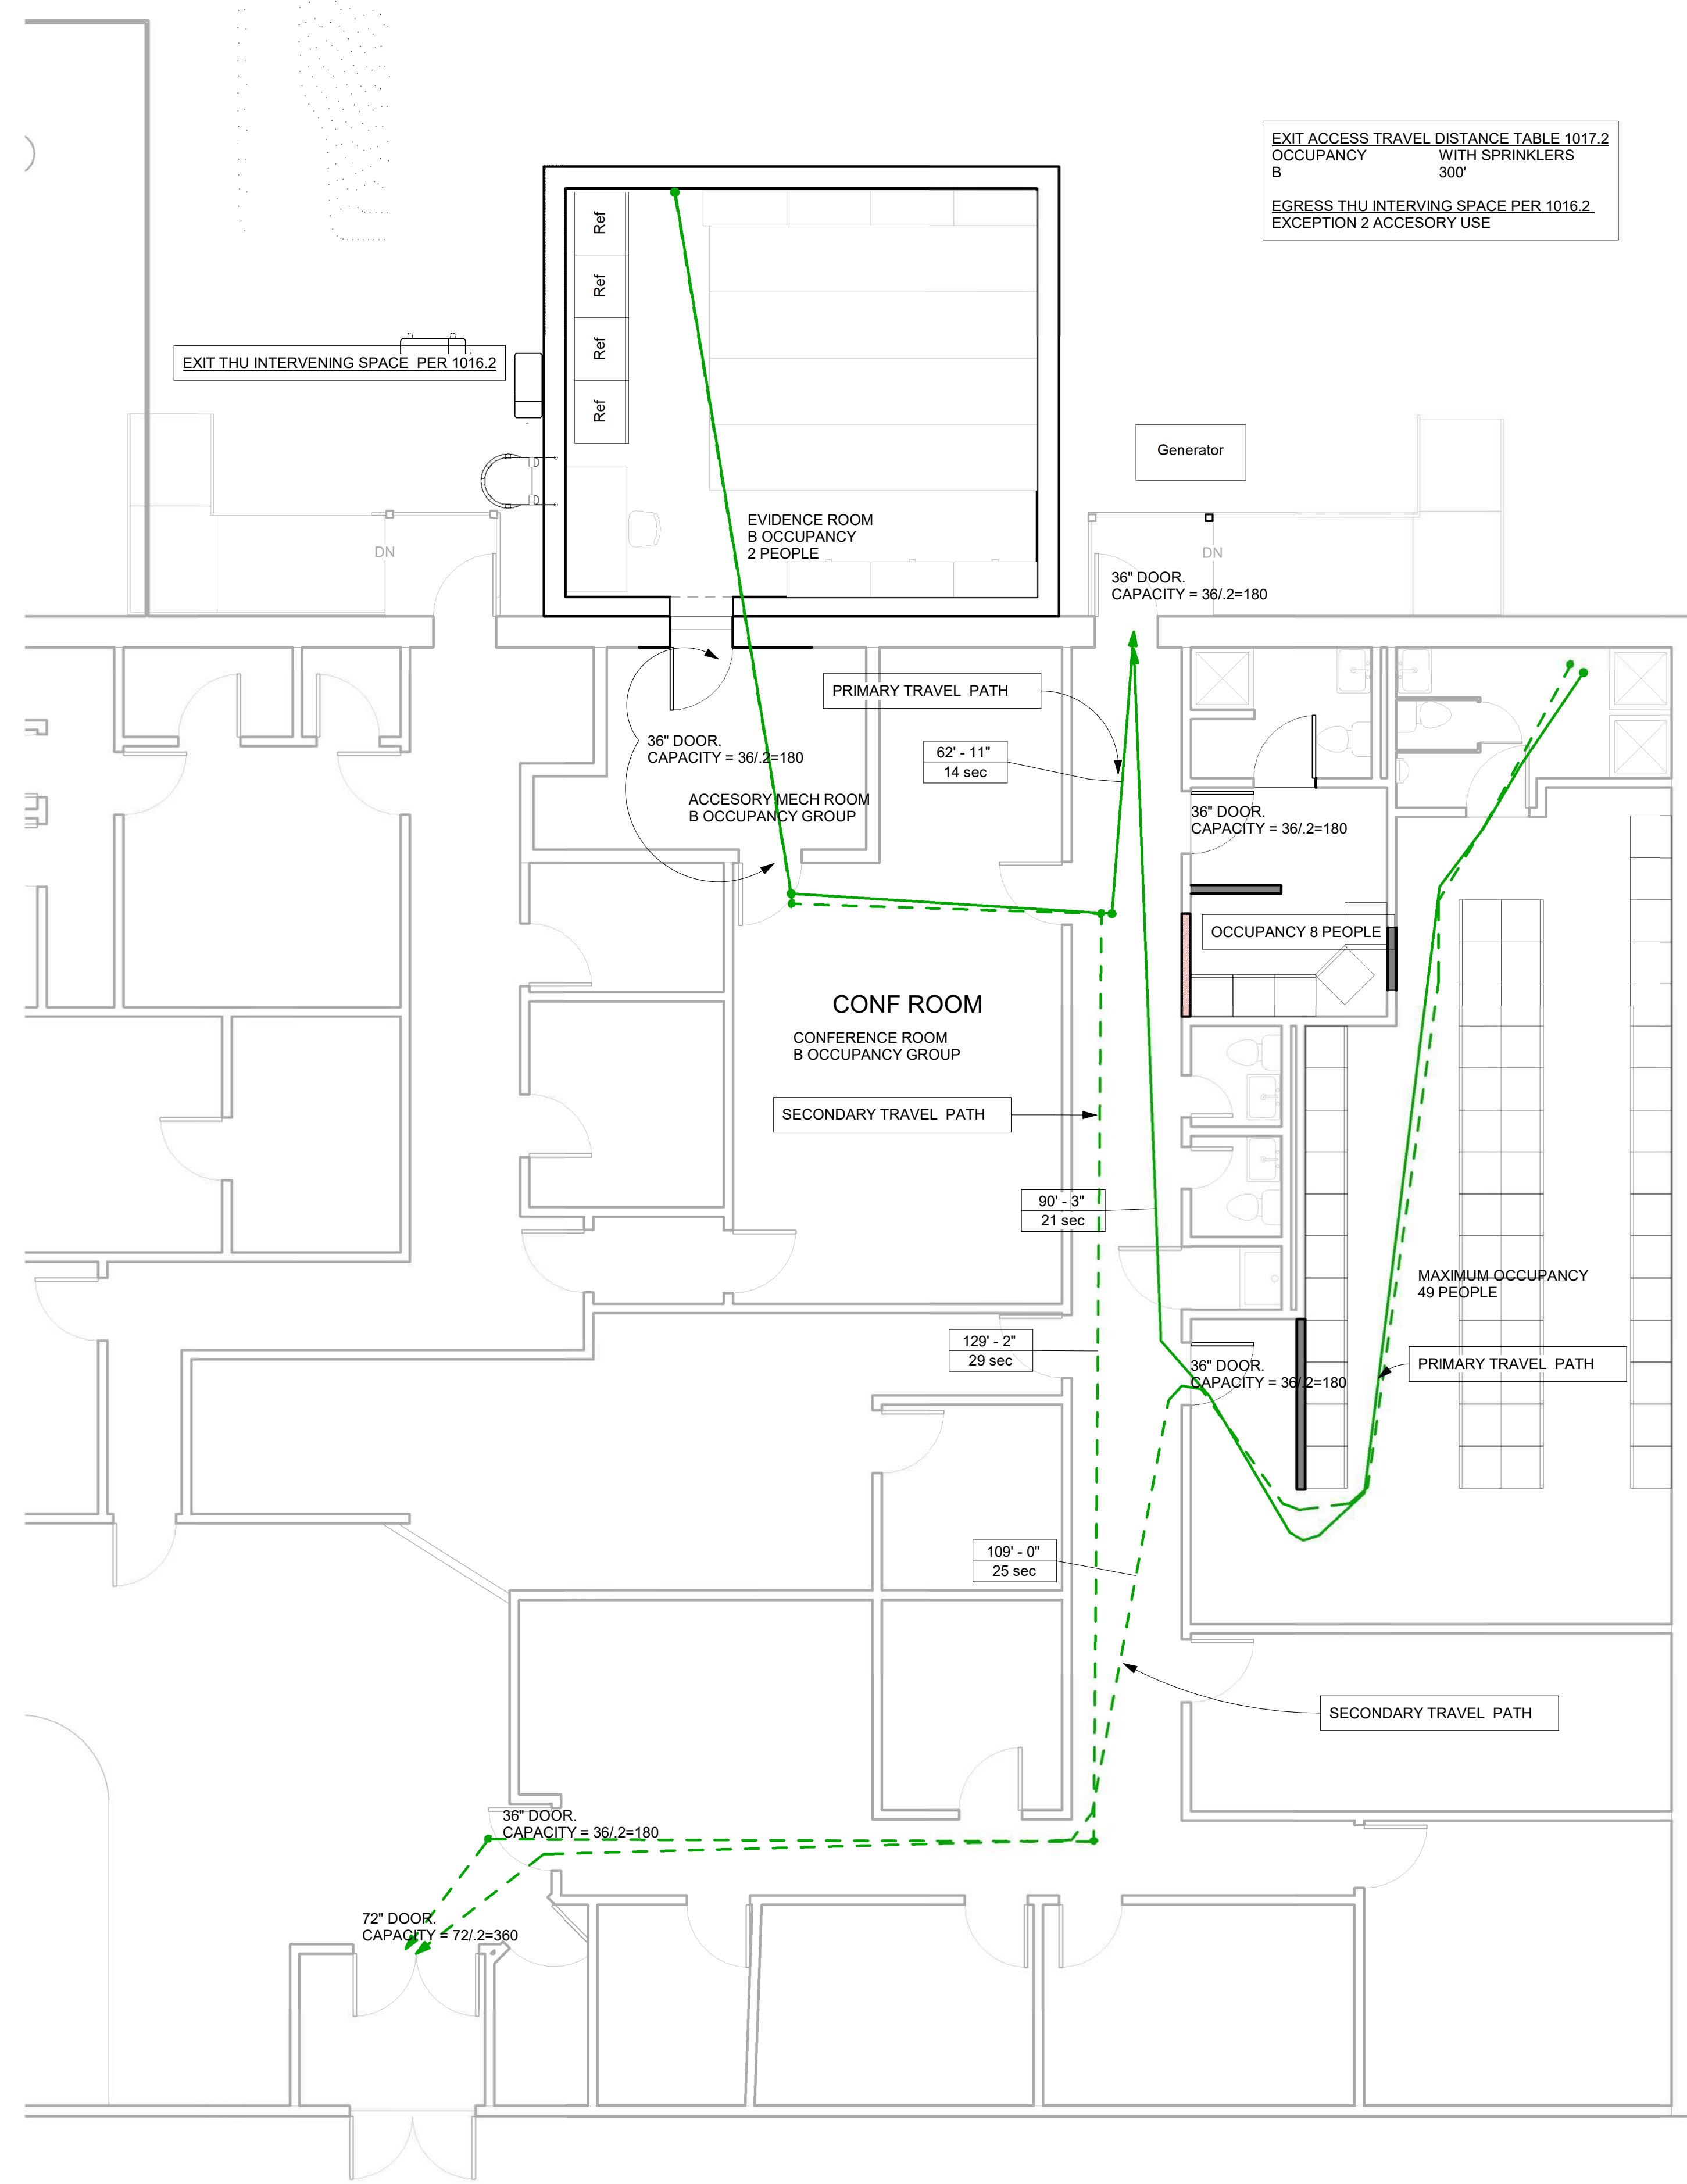 EXIT ACCESS TRAVEL DISTANCE TABLE 1017.2
OCCUPANCY WITH SPRINKLERS
B 300'
EGRESS THU INTERVING SPACE PER 1016.2
EXCEPTION 2 ACCESORY USE
Ref
Ref
Ref
Ref
EXIT THU INTERVENING SPACE PER 1016.2
Generator
EVIDENCE ROOM
B OCCUPANCY
2 PEOPLE
DN
DN
36" DOOR.
CAPACITY = 36/.2=180
PRIMARY TRAVEL PATH
36" DOOR.
CAPACITY = 36/.2=180
62' - 11"
14 sec
ACCESORY MECH ROOM
B OCCUPANCY GROUP
36" DOOR.
CAPACITY = 36/.2=180
OCCUPANCY 8 PEOPLE
CONF ROOM
CONFERENCE ROOM
B OCCUPANCY GROUP
SECONDARY TRAVEL PATH
90' - 3"
21 sec
MAXIMUM OCCUPANCY
49 PEOPLE
129' - 2"
29 sec
36" DOOR.
CAPACITY = 36/.2=180
PRIMARY TRAVEL PATH
109' - 0"
25 sec
SECONDARY TRAVEL PATH
36" DOOR.
CAPACITY = 36/.2=180
72" DOOR.
CAPACITY = 72/.2=360